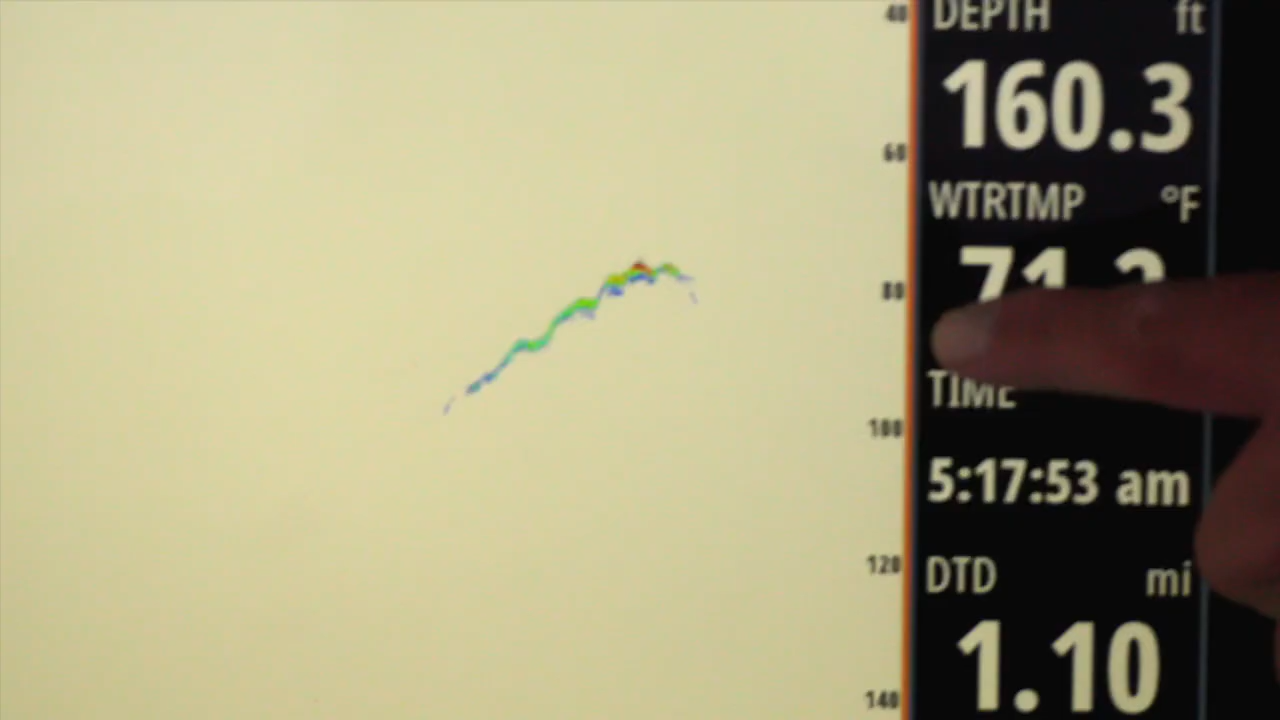 40
DEPTH ft
160.3
60
WTRTMP °F
80
TIME
100
5:17:53 am
120
DTD mi
1.10
140